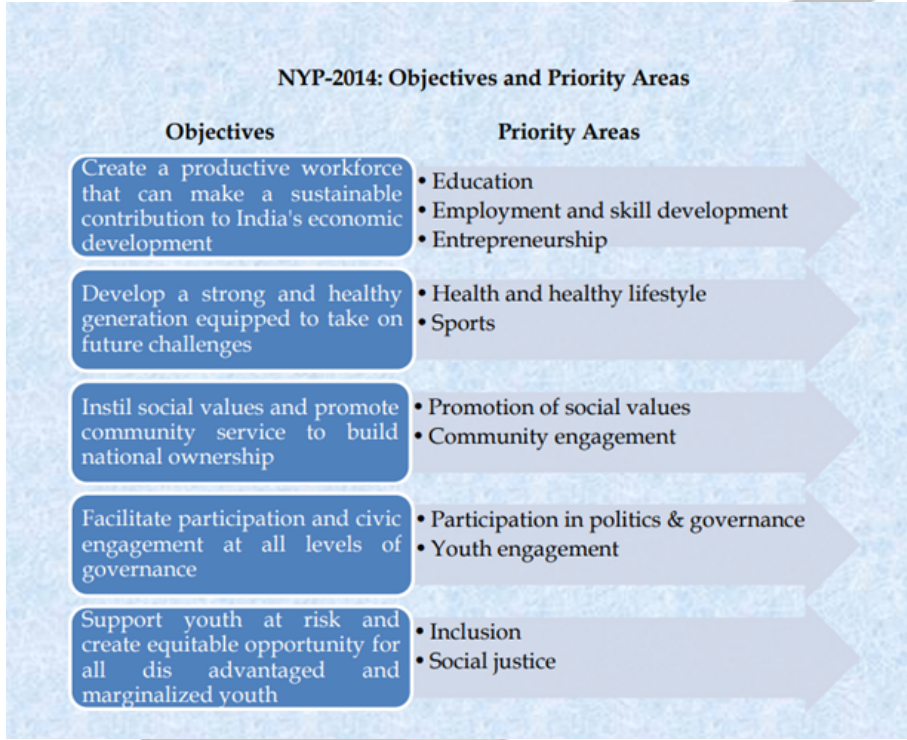 NYP-2014: Objectives and Priority Areas
Objectives
Priority Areas
Create a productive workforce
that can make a sustainable
contribution to India's economic
development
• Education
• Employment and skill development
• Entrepreneurship
Develop a strong and healthy
generation equipped to take on
future challenges
• Health and healthy lifestyle
• Sports
Instil social values and promote
community service to build
national ownership
• Promotion of social values
• Community engagement
Facilitate participation and civic
engagement at all levels of
governance
• Participation in politics & governance
• Youth engagement
Support youth at risk and
create equitable opportunity for
all dis advantaged and
marginalized youth
• Inclusion
• Social justice